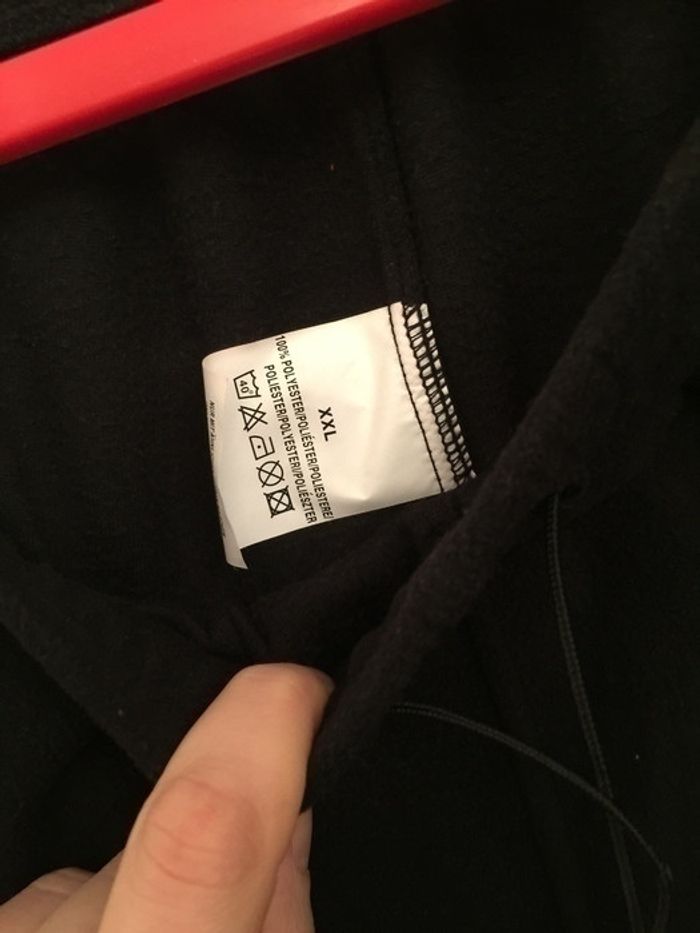 XXL
100% POLYESTER/POLIÉSTER/POLIESTERE/
POLIESTER/POLYESTER/POLIÉSZTER
40